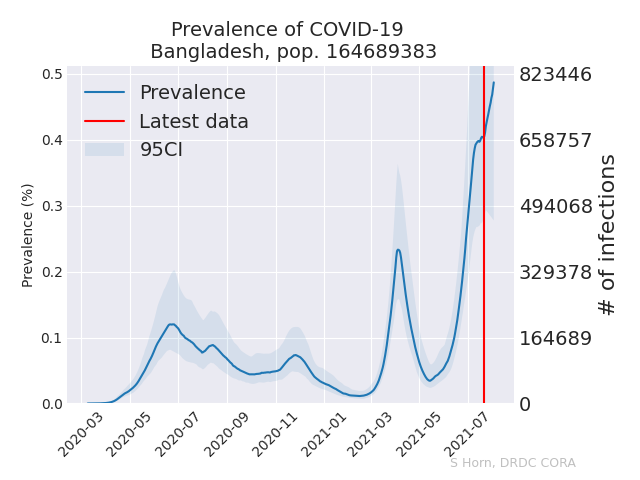 Prevalence of COVID-19
Bangladesh, pop. 164689383
Prevalence
Latest data
95CI
0.5
0.4
0.3
0.2
0.1
0.0
Prevalence (%)
823446
658757
494068
329378
164689
0
# of infections
2020-03
2020-05
2020-07
2020-09
2020-11
2021-01
2021-03
2021-05
2021-07
S Horn, DRDC CORA